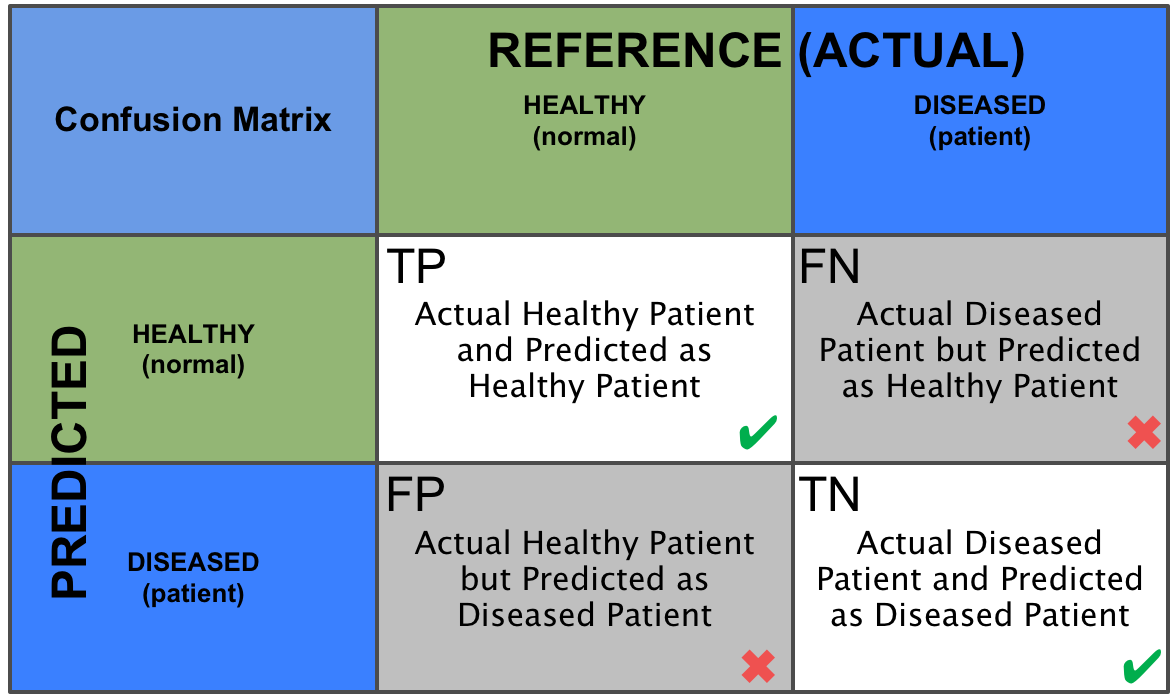 REFERENCE (ACTUAL)
Confusion Matrix
HEALTHY
(normal)
DISEASED
(patient)
PREDICTED
HEALTHY
(normal)
TP
Actual Healthy Patient
and Predicted as
Healthy Patient
FN
Actual Diseased
Patient but Predicted
as Healthy Patient
DISEASED
(patient)
FP
Actual Healthy Patient
but Predicted as
Diseased Patient
TN
Actual Diseased
Patient and Predicted
as Diseased Patient